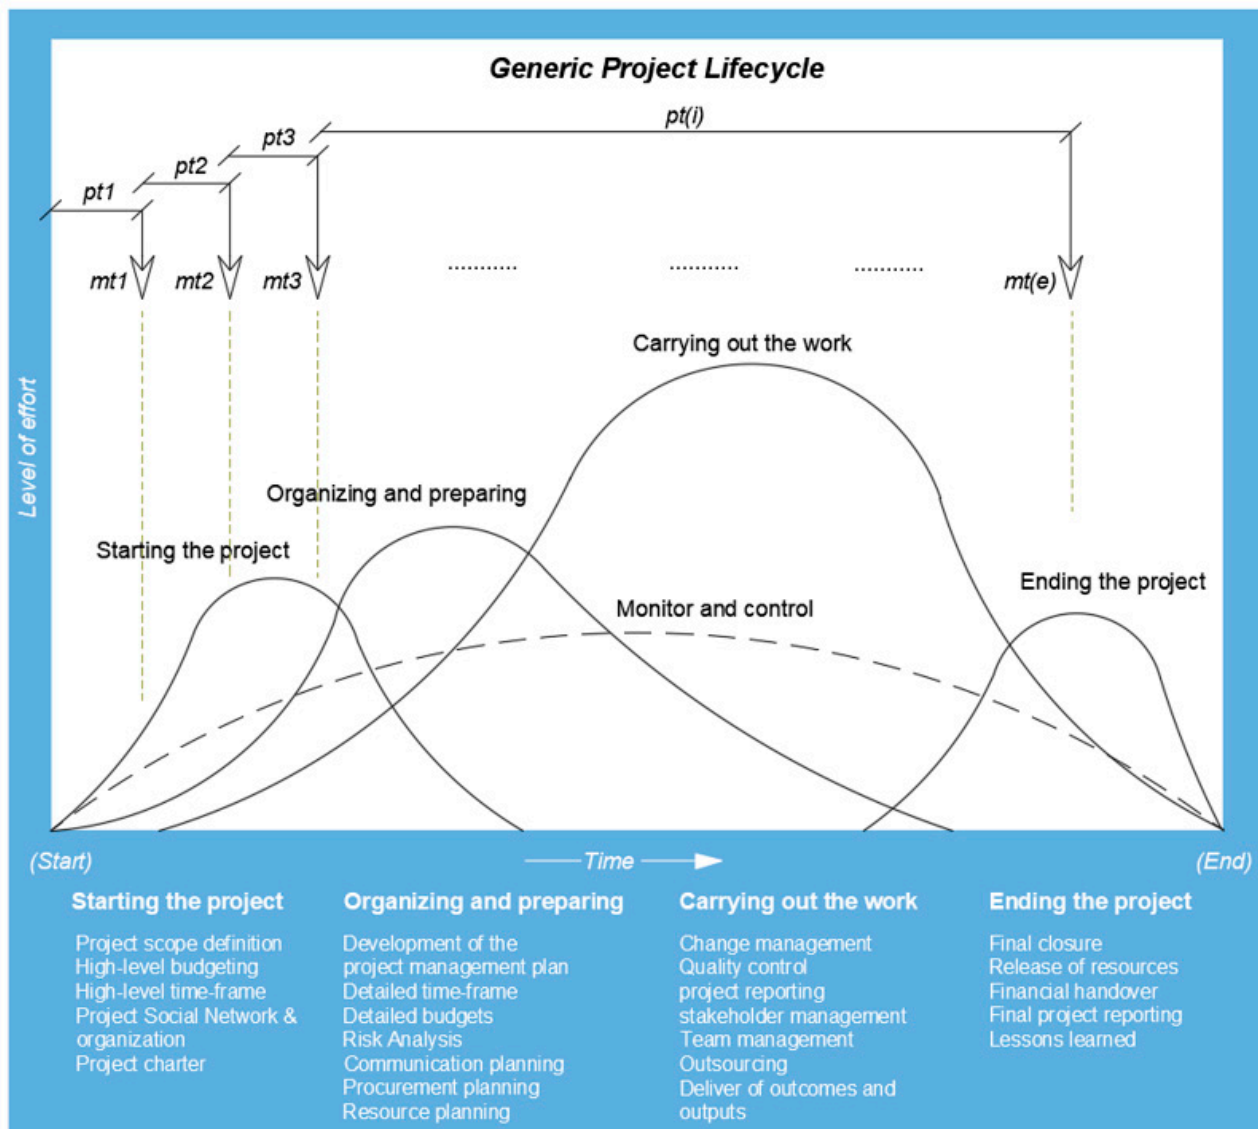 Generic Project Lifecycle
pt(i)
pt3
pt2
pt1
mt1
mt2
mt3
...........
...........
...........
mt(e)
Carrying out the work
Level of effort
Organizing and preparing
Starting the project
Ending the project
Monitor and control
(Start)
Time
(End)
Starting the project
Project scope definition
High-level budgeting
High-level time-frame
Project Social Network &
organization
Project charter
Organizing and preparing
Development of the
project management plan
Detailed time-frame
Detailed budgets
Risk Analysis
Communication planning
Procurement planning
Resource planning
Carrying out the work
Change management
Quality control
project reporting
stakeholder management
Team management
Outsourcing
Deliver of outcomes and
outputs
Ending the project
Final closure
Release of resources
Financial handover
Final project reporting
Lessons learned